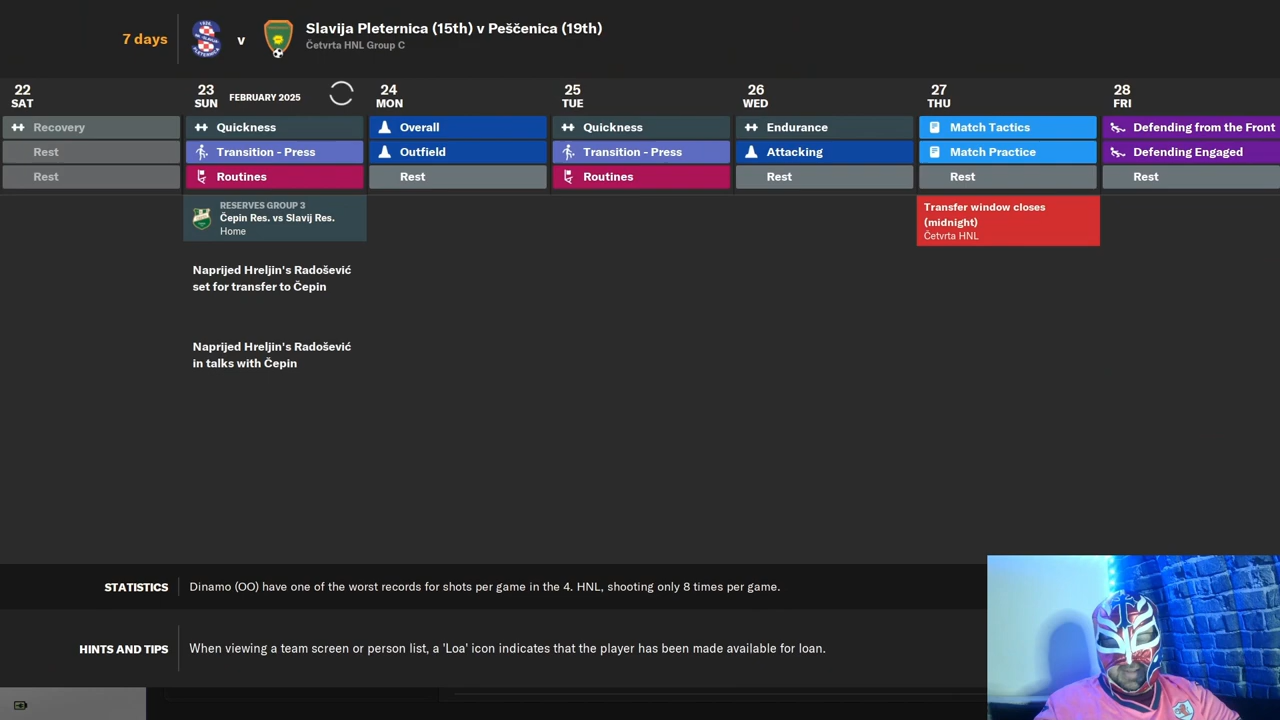 7 days
v
Slavija Pleternica (15th) v Peščenica (19th)
Četvrta HNL Group C
22
SAT
23
SUN
FEBRUARY 2025
24
MON
25
TUE
26
WED
27
THU
28
FRI
Recovery
Rest
Rest
Quickness
Transition - Press
Routines
Overall
Outfield
Rest
Quickness
Transition - Press
Routines
Endurance
Attacking
Rest
Match Tactics
Match Practice
Rest
Defending from the Front
Defending Engaged
Rest
RESERVES GROUP 3
Čepin Res. vs Slavij Res.
Home
Transfer window closes
(midnight)
Četvrta HNL
Naprijed Hreljin's Radošević
set for transfer to Čepin
Naprijed Hreljin's Radošević
in talks with Čepin
STATISTICS
Dinamo (OO) have one of the worst records for shots per game in the 4. HNL, shooting only 8 times per game.
HINTS AND TIPS
When viewing a team screen or person list, a 'Loa' icon indicates that the player has been made available for loan.